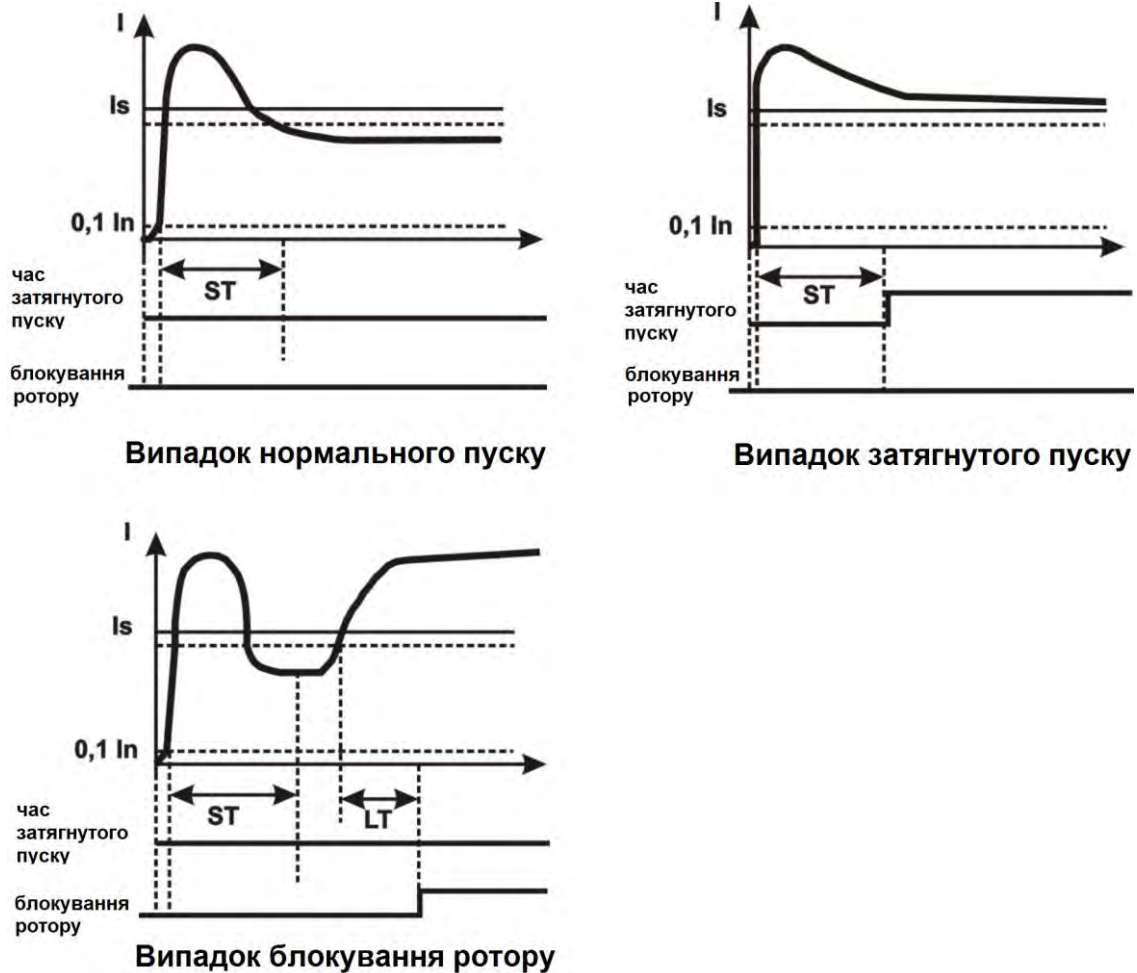 I
Is
0,1 In
ST
час
затягнутого
пуску
блокування
ротору
Випадок нормального пуску
I
Is
0,1 In
ST
час
затягнутого
пуску
блокування
ротору
Випадок затягнутого пуску
I
Is
0,1 In
ST
LT
час
затягнутого
пуску
блокування
ротору
Випадок блокування ротору